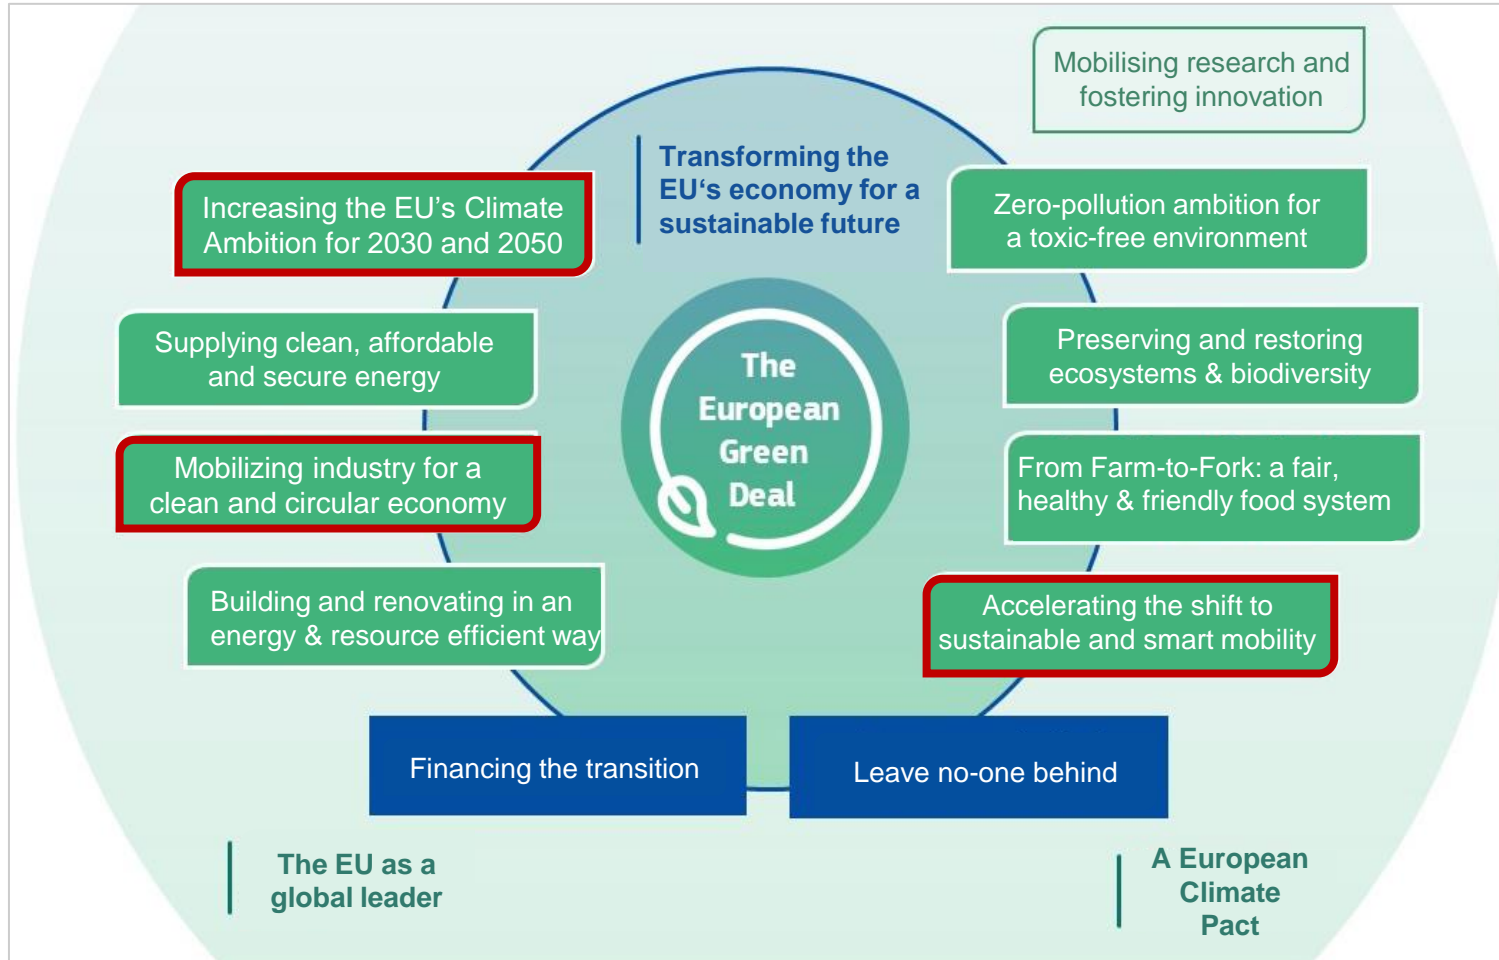 Mobilising research and
fostering innovation
Transforming the
EU‘s economy for a
sustainable future
Increasing the EU’s Climate
Ambition for 2030 and 2050
Zero-pollution ambition for
a toxic-free environment
Supplying clean, affordable
and secure energy
Preserving and restoring
ecosystems & biodiversity
The
European
Green
Deal
Mobilizing industry for a
clean and circular economy
From Farm-to-Fork: a fair,
healthy & friendly food system
Building and renovating in an
energy & resource efficient way
Accelerating the shift to
sustainable and smart mobility
Financing the transition
Leave no-one behind
The EU as a
global leader
A European
Climate
Pact